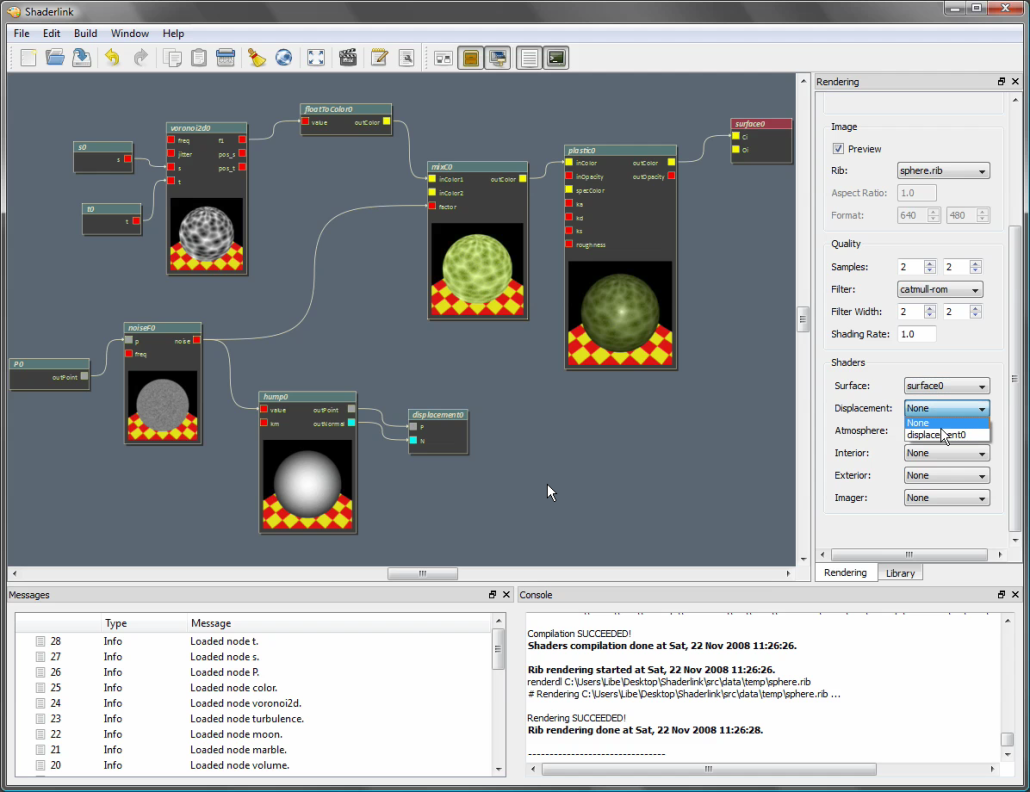 Shaderlink
File Edit Build Window Help
s0
s
t0
t
voronoi2d0
freq f1
jitter pos_s
s pos_t
t
floatToColor0
value outColor
mixC0
inColor1 outColor
inColor2
factor
plastic0
inColor outColor
inOpacity outOpacity
specColor
ka
kd
ks
roughness
surface0
Ci
Oi
P0
outPoint
noiseF0
p noise
freq
hump0
value outPoint
km outNormal
displacement0
P
N
Rendering
Image
Preview
Rib: sphere.rib
Aspect Ratio: 1.0
Format: 640 480
Quality
Samples: 2 2
Filter: catmull-rom
Filter Width: 2 2
Shading Rate: 1.0
Shaders
Surface: surface0
Displacement: None
None
displacement0
Atmosphere:
Interior: None
Exterior: None
Imager: None
Rendering Library
Messages
Type Message
28 Info Loaded node t.
27 Info Loaded node s.
26 Info Loaded node P.
25 Info Loaded node color.
24 Info Loaded node voronoi2d.
23 Info Loaded node turbulence.
22 Info Loaded node moon.
21 Info Loaded node marble.
20 Info Loaded node volume.
Console
Compilation SUCCEEDED!
Shaders compilation done at Sat, 22 Nov 2008 11:26:26.
Rib rendering started at Sat, 22 Nov 2008 11:26:26.
renderdl C:\Users\Libe\Desktop\Shaderlink\src\data\temp\sphere.rib
# Rendering C:\Users\Libe\Desktop\Shaderlink\src\data\temp\sphere.rib ...
Rendering SUCCEEDED!
Rib rendering done at Sat, 22 Nov 2008 11:26:28.
--------------------------------